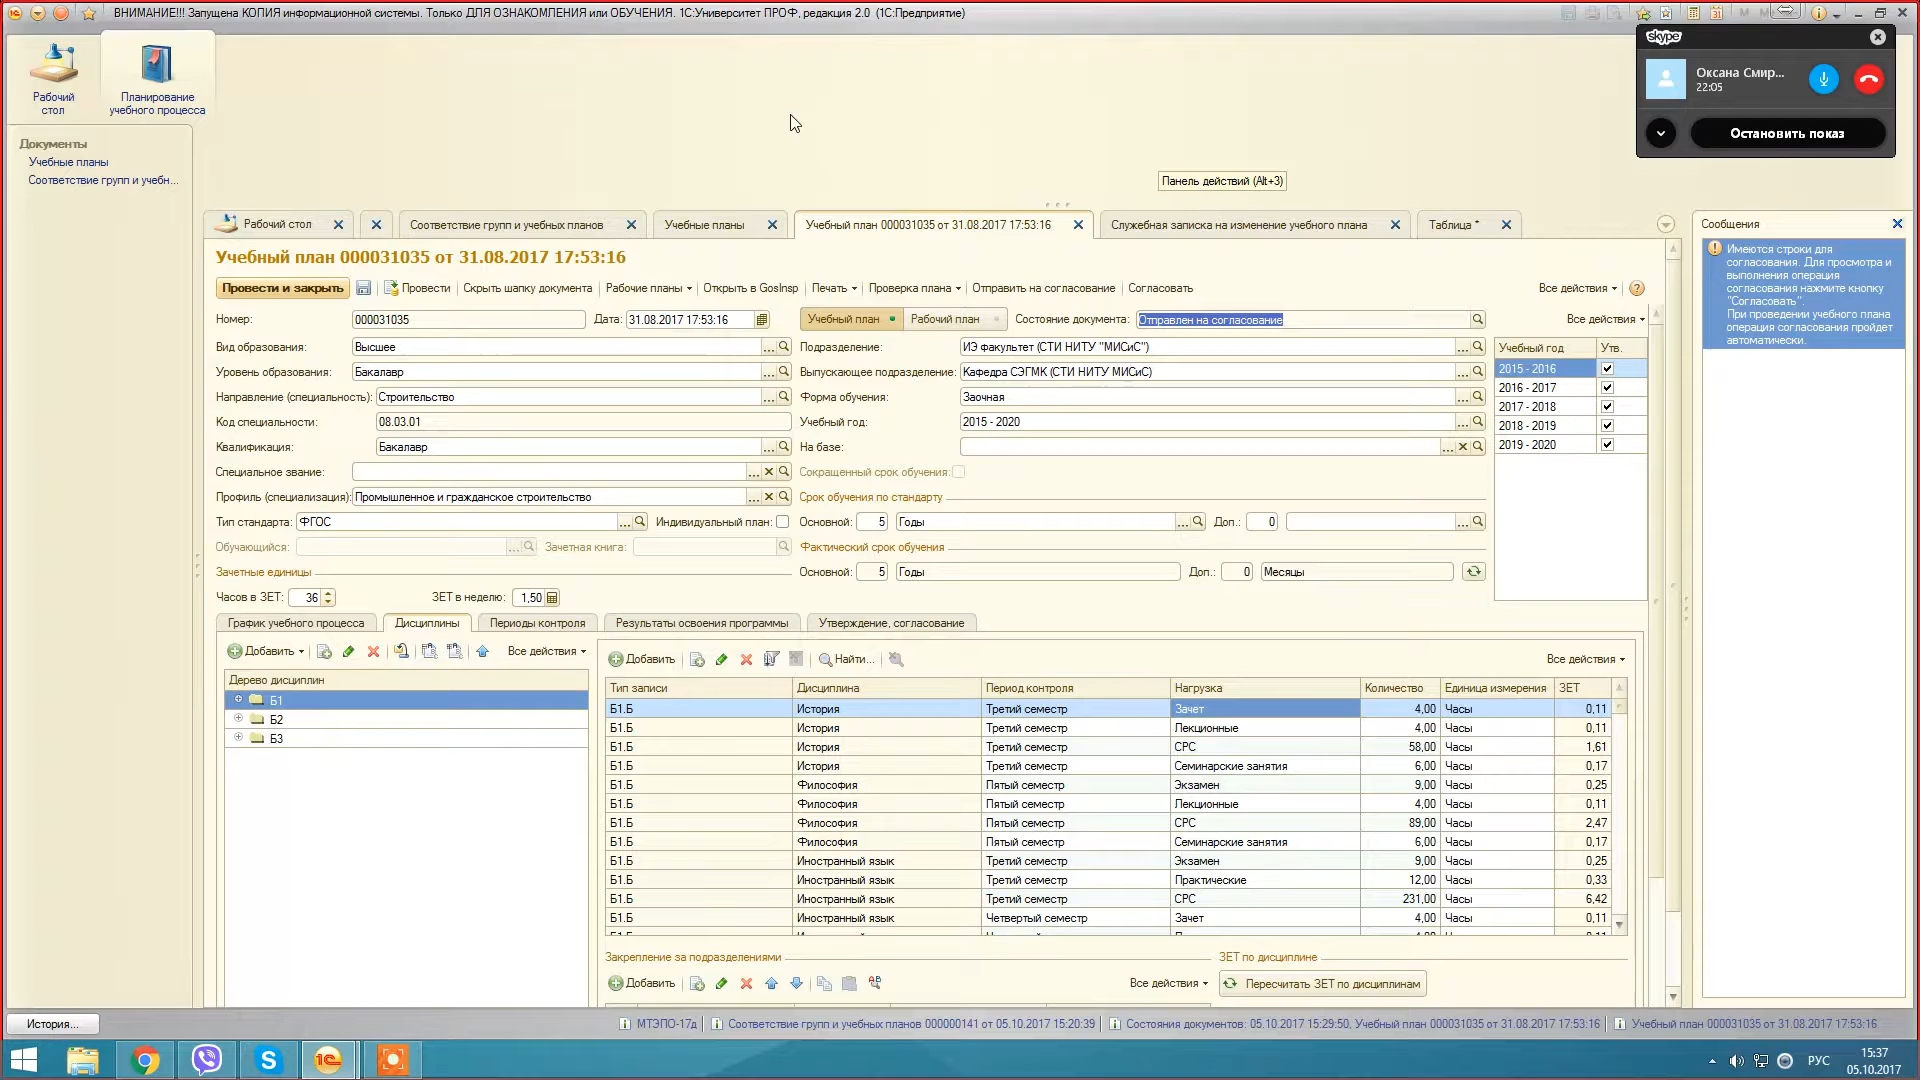 ВНИМАНИЕ!!! Запущена КОПИЯ информационной системы. Только ДЛЯ ОЗНАКОМЛЕНИЯ или ОБУЧЕНИЯ. 1С:Университет ПРОФ, редакция 2.0 (1С:Предприятие)
skype
Оксана Смир...
22:05
Остановить показ
Рабочий стол
Планирование учебного процесса
Документы
Учебные планы
Соответствие групп и учебн...
Панель действий (Alt+3)
Рабочий стол
Соответствие групп и учебных планов
Учебные планы
Учебный план 000031035 от 31.08.2017 17:53:16
Служебная записка на изменение учебного плана
Таблица *
Сообщения
Имеются строки для
согласования. Для просмотра и
выполнения операция
согласования нажмите кнопку
"Согласовать".
При проведении учебного плана
операция согласования пройдет
автоматически.
Учебный план 000031035 от 31.08.2017 17:53:16
Провести и закрыть Провести Скрыть шапку документа Рабочие планы Открыть в GosInsp Печать Проверка плана Отправить на согласование Согласовать Все действия
Номер: 000031035 Дата: 31.08.2017 17:53:16 Учебный план Рабочий план Состояние документа: Отправлен на согласование Все действия
Вид образования: Высшее Подразделение: ИЭ факультет (СТИ НИТУ "МИСиС")
Уровень образования: Бакалавр Выпускающее подразделение: Кафедра СЭГМК (СТИ НИТУ МИСиС)
Направление (специальность): Строительство Форма обучения: Заочная
Код специальности: 08.03.01 Учебный год: 2015 - 2020
Квалификация: Бакалавр На базе:
Специальное звание: Сокращенный срок обучения:
Профиль (специализация): Промышленное и гражданское строительство Срок обучения по стандарту
Тип стандарта: ФГОС Индивидуальный план: Основной: 5 Годы Доп.: 0
Обучающийся: Зачетная книга: Фактический срок обучения
Зачетные единицы Основной: 5 Годы Доп.: 0 Месяцы
Часов в ЗЕТ: 36 ЗЕТ в неделю: 1,50
Учебный год Утв.
2015 - 2016
2016 - 2017
2017 - 2018
2018 - 2019
2019 - 2020
График учебного процесса Дисциплины Периоды контроля Результаты освоения программы Утверждение, согласование
Добавить Все действия
Дерево дисциплин
Б1
Б2
Б3
Добавить Найти... Все действия
Тип записи Дисциплина Период контроля Нагрузка Количество Единица измерения ЗЕТ
Б1.Б История Третий семестр Зачет 4,00 Часы 0,11
Б1.Б История Третий семестр Лекционные 4,00 Часы 0,11
Б1.Б История Третий семестр СРС 58,00 Часы 1,61
Б1.Б История Третий семестр Семинарские занятия 6,00 Часы 0,17
Б1.Б Философия Пятый семестр Экзамен 9,00 Часы 0,25
Б1.Б Философия Пятый семестр Лекционные 4,00 Часы 0,11
Б1.Б Философия Пятый семестр СРС 89,00 Часы 2,47
Б1.Б Философия Пятый семестр Семинарские занятия 6,00 Часы 0,17
Б1.Б Иностранный язык Третий семестр Экзамен 9,00 Часы 0,25
Б1.Б Иностранный язык Третий семестр Практические 12,00 Часы 0,33
Б1.Б Иностранный язык Третий семестр СРС 231,00 Часы 6,42
Б1.Б Иностранный язык Четвертый семестр Зачет 4,00 Часы 0,11
Закрепление за подразделениями ЗЕТ по дисциплине
Добавить Все действия Пересчитать ЗЕТ по дисциплинам
История... МТЭПО-17д Соответствие групп и учебных планов 000000141 от 05.10.2017 15:20:39 Состояния документов: 05.10.2017 15:29:50, Учебный план 000031035 от 31.08.2017 17:53:16 Учебный план 000031035 от 31.08.2017 17:53:16
РУС
15:37
05.10.2017